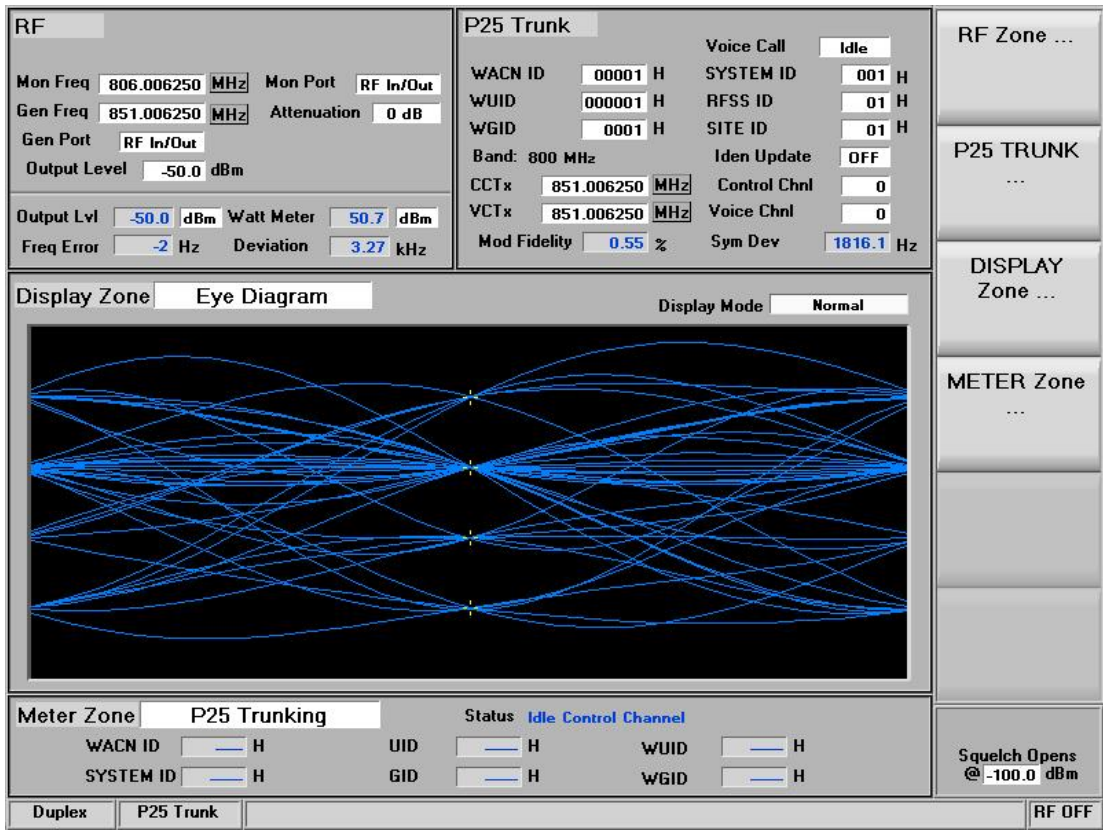 RF
Mon Freq 806.006250 MHz Mon Port RF In/Out
Gen Freq 851.006250 MHz Attenuation 0 dB
Gen Port RF In/Out
Output Level -50.0 dBm
Output Lvl -50.0 dBm Watt Meter 50.7 dBm
Freq Error -2 Hz Deviation 3.27 kHz
P25 Trunk
Voice Call Idle
WACN ID 00001 H SYSTEM ID 001 H
WUID 000001 H RFSS ID 01 H
WGID 0001 H SITE ID 01 H
Band: 800 MHz Iden Update OFF
CCTx 851.006250 MHz Control Chnl 0
VCTx 851.006250 MHz Voice Chnl 0
Mod Fidelity 0.55 % Sym Dev 1816.1 Hz
RF Zone ...
P25 TRUNK
...
DISPLAY
Zone ...
METER Zone
...
Display Zone Eye Diagram
Display Mode Normal
Meter Zone P25 Trunking Status Idle Control Channel
WACN ID H UID H WUID H
SYSTEM ID H GID H WGID H
Squelch Opens
@ -100.0 dBm
Duplex P25 Trunk RF OFF